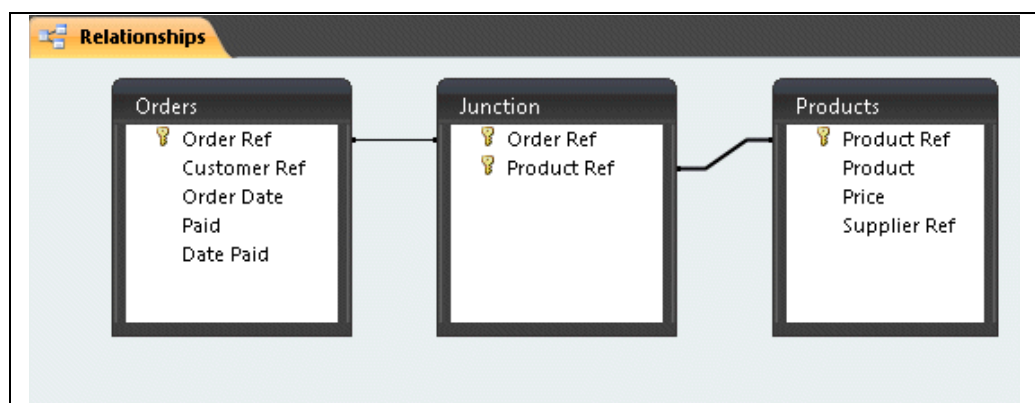 Relationships
Orders
Order Ref
Customer Ref
Order Date
Paid
Date Paid
Junction
Order Ref
Product Ref
Products
Product Ref
Product
Price
Supplier Ref